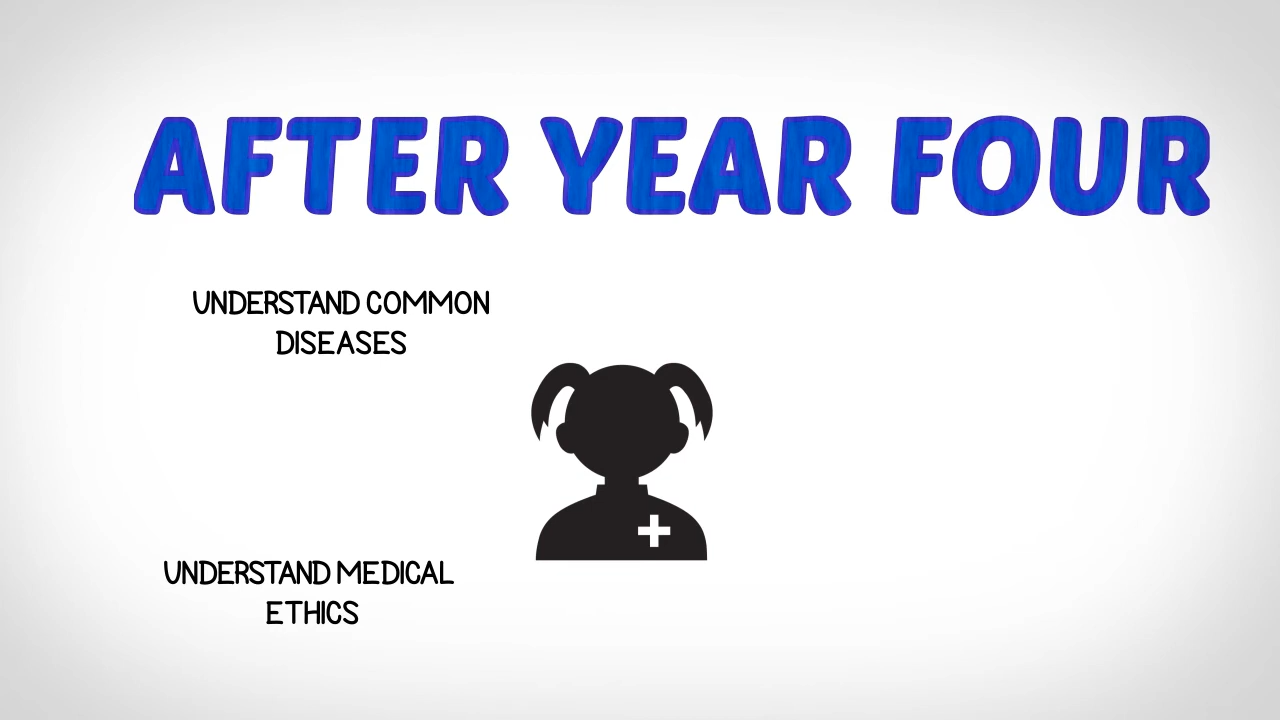 AFTER YEAR FOUR
UNDERSTAND COMMON
DISEASES
UNDERSTAND MEDICAL
ETHICS